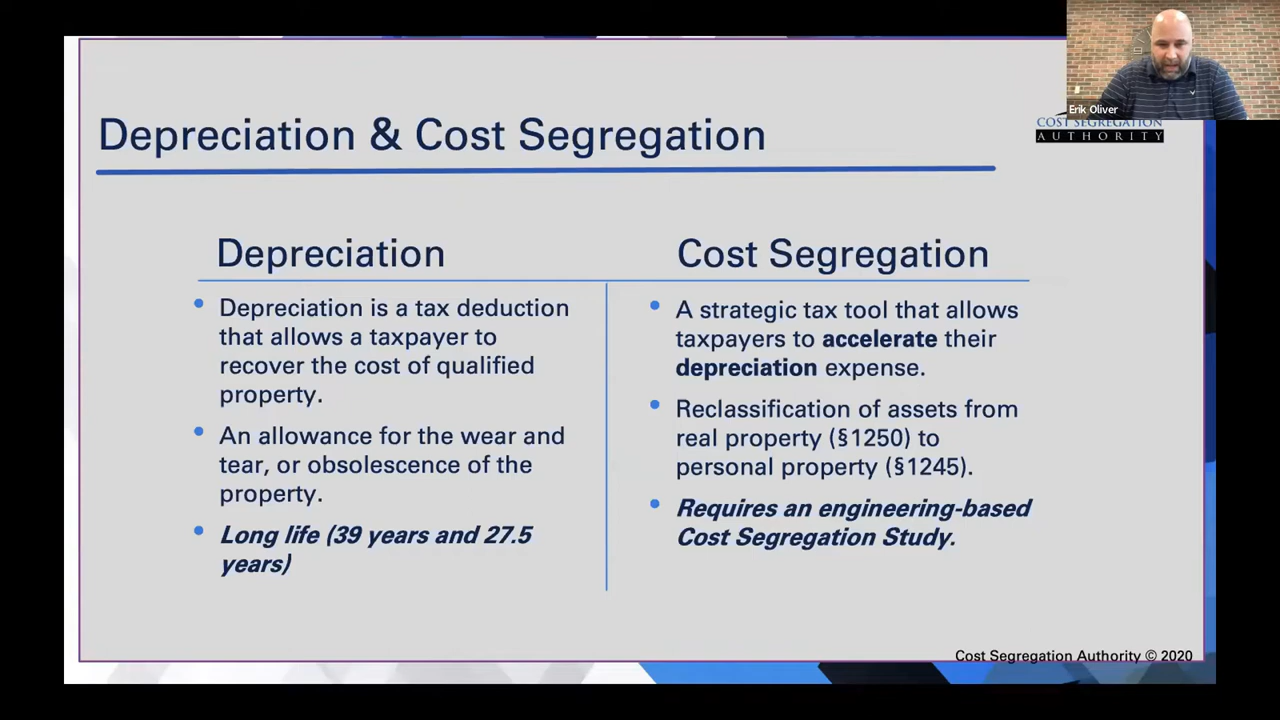 Erik Oliver
COST SEGREGATION
AUTHORITY
Depreciation & Cost Segregation
Depreciation
• Depreciation is a tax deduction
that allows a taxpayer to
recover the cost of qualified
property.
• An allowance for the wear and
tear, or obsolescence of the
property.
• Long life (39 years and 27.5
years)
Cost Segregation
• A strategic tax tool that allows
taxpayers to accelerate their
depreciation expense.
• Reclassification of assets from
real property (§1250) to
personal property (§1245).
• Requires an engineering-based
Cost Segregation Study.
Cost Segregation Authority © 2020